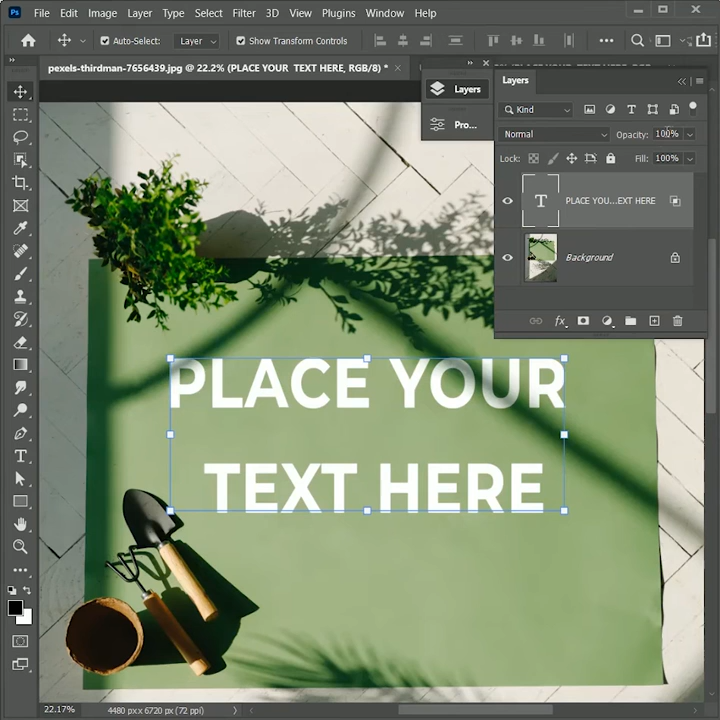 Ps File Edit Image Layer Type Select Filter 3D View Plugins Window Help
Auto-Select: Layer Show Transform Controls
pexels-thirdman-7656439.jpg @ 22.2% (PLACE YOUR TEXT HERE, RGB/8) *
Layers
Pro...
Layers
Kind
Normal Opacity: 100%
Lock: Fill: 100%
T PLACE YOU...EXT HERE
Background
fx
PLACE YOUR
TEXT HERE
22.17% 4480 px x 6720 px (72 ppi)